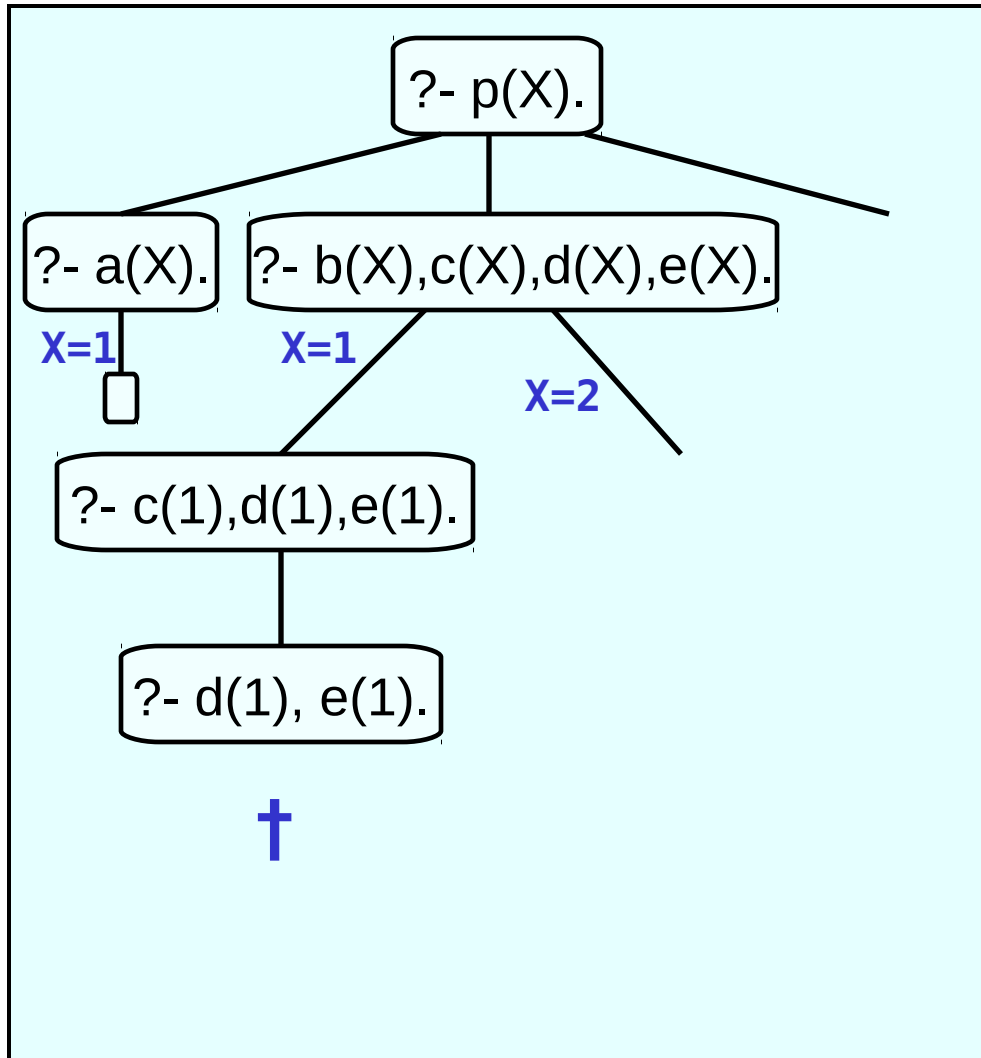 ?- p(X).
?- a(X).
?- b(X),c(X),d(X),e(X).
X=1
X=1
X=2
?- c(1),d(1),e(1).
?- d(1), e(1).
†